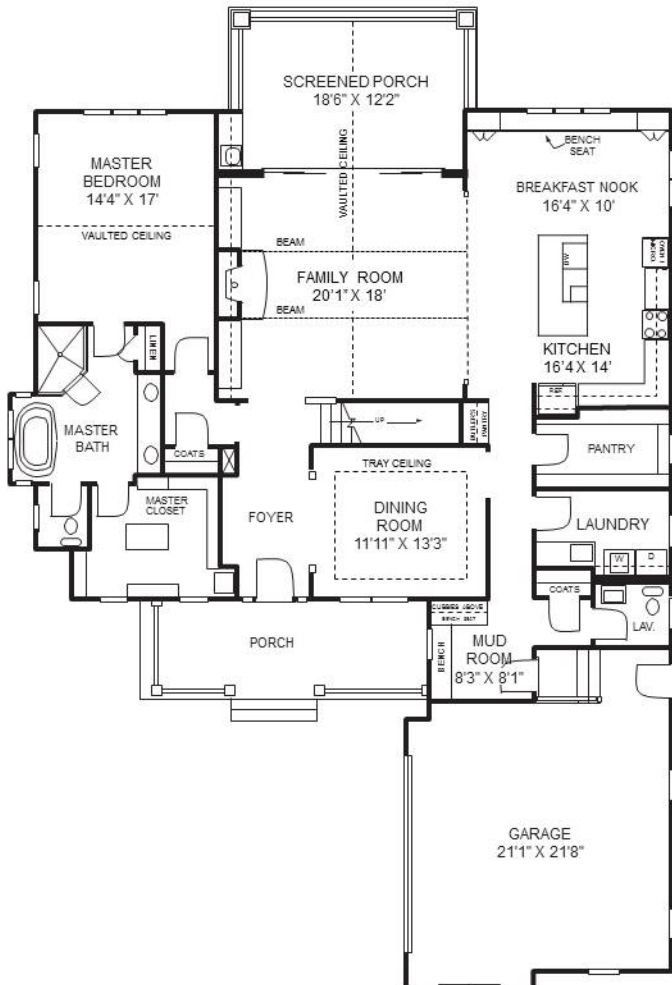 SCREENED PORCH
18'6" X 12'2"
VAULTED CEILING
MASTER
BEDROOM
14'4" X 17'
VAULTED CEILING
BENCH
SEAT
BREAKFAST NOOK
16'4" X 10'
BEAM
FAMILY ROOM
20'1" X 18'
BEAM
DW
OVEN /
MICRO.
KITCHEN
16'4 X 14'
REF.
LINEN
MASTER
BATH
COATS
UP
BUTLER'S
PANTRY
PANTRY
MASTER
CLOSET
FOYER
TRAY CEILING
DINING
ROOM
11'11" X 13'3"
LAUNDRY
W
D
COATS
LAV.
PORCH
CUBBIES ABOVE
BENCH SEAT
BENCH
MUD
ROOM
8'3" X 8'1"
GARAGE
21'1" X 21'8"